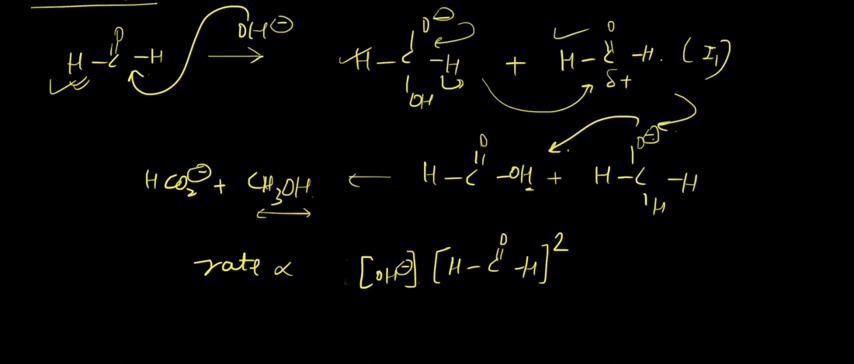 H-C(=O)-H OH⊖ → H-C(O⊖)(OH)-H + H-C(=O)-H (I₁) δ+
HCO₂⊖ + CH₃OH ← H-C(=O)-OH + H-C(O⊖)(H)-H
rate ∝ [OH⊖] [H-C(=O)-H]²